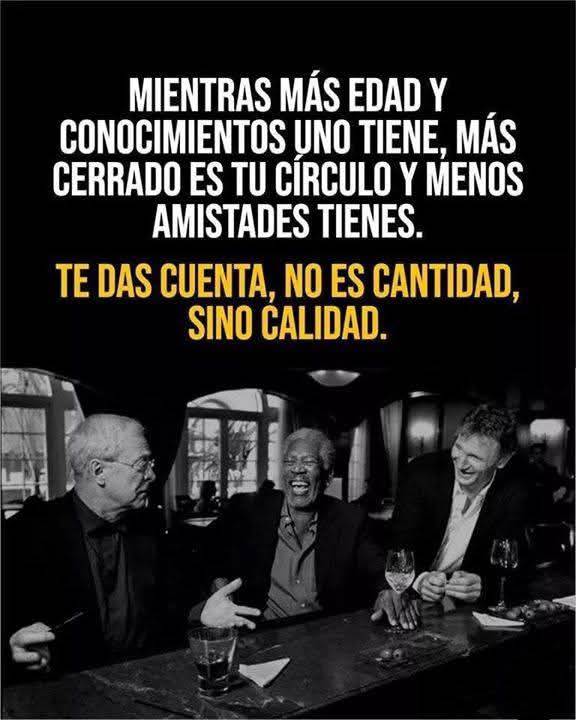 MIENTRAS MÁS EDAD Y
CONOCIMIENTOS UNO TIENE, MÁS
CERRADO ES TU CÍRCULO Y MENOS
AMISTADES TIENES.
TE DAS CUENTA, NO ES CANTIDAD,
SINO CALIDAD.